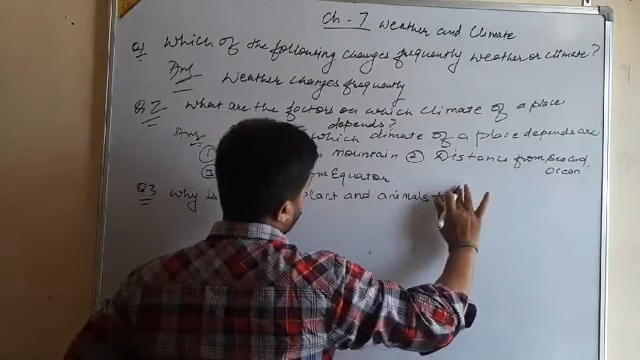 Ch - 7 Weather and Climate
Q1 Which of the following changes frequently weather or climate?
Ans Weather changes frequently
Q2 What are the factors on which climate of a place
depends?
Ans which climate of a place depends are
① mountain ② Distance from sea and
Ocean
③ Equator
Q3 Why is and animals